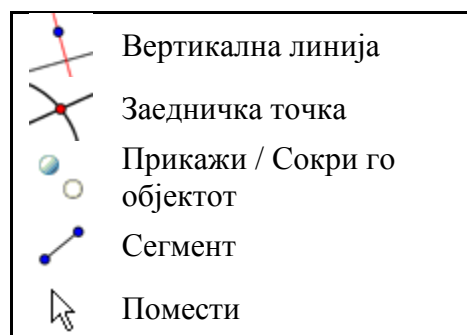 Вертикална линија
Заедничка точка
Прикажи / Сокри го
објектот
Сегмент
Помести